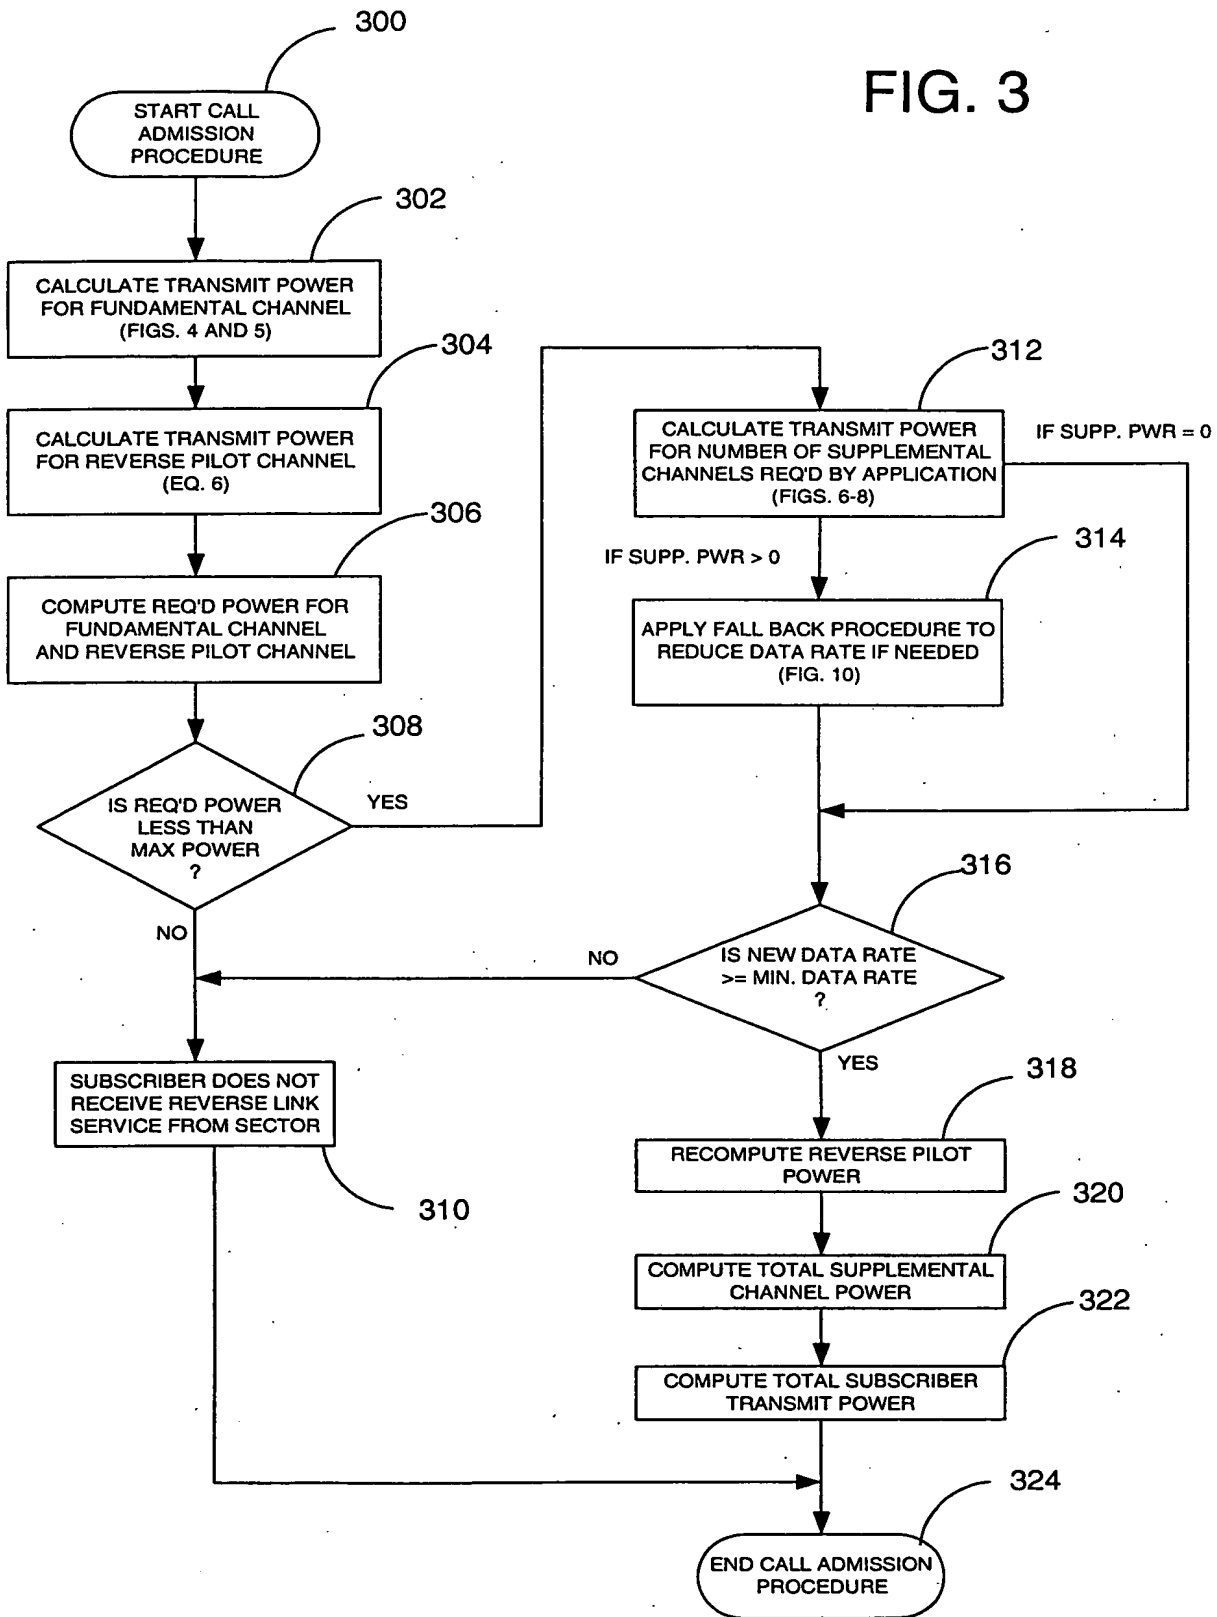 FIG. 3
300
START CALL
ADMISSION
PROCEDURE
302
CALCULATE TRANSMIT POWER
FOR FUNDAMENTAL CHANNEL
(FIGS. 4 AND 5)
304
CALCULATE TRANSMIT POWER
FOR REVERSE PILOT CHANNEL
(EQ. 6)
306
COMPUTE REQ'D POWER FOR
FUNDAMENTAL CHANNEL
AND REVERSE PILOT CHANNEL
308
IS REQ'D POWER
LESS THAN
MAX POWER
?
YES
NO
SUBSCRIBER DOES NOT
RECEIVE REVERSE LINK
SERVICE FROM SECTOR
310
312
CALCULATE TRANSMIT POWER
FOR NUMBER OF SUPPLEMENTAL
CHANNELS REQ'D BY APPLICATION
(FIGS. 6-8)
IF SUPP. PWR = 0
IF SUPP. PWR > 0
314
APPLY FALL BACK PROCEDURE TO
REDUCE DATA RATE IF NEEDED
(FIG. 10)
316
IS NEW DATA RATE
>= MIN. DATA RATE
?
NO
YES
318
RECOMPUTE REVERSE PILOT
POWER
320
COMPUTE TOTAL SUPPLEMENTAL
CHANNEL POWER
322
COMPUTE TOTAL SUBSCRIBER
TRANSMIT POWER
324
END CALL ADMISSION
PROCEDURE